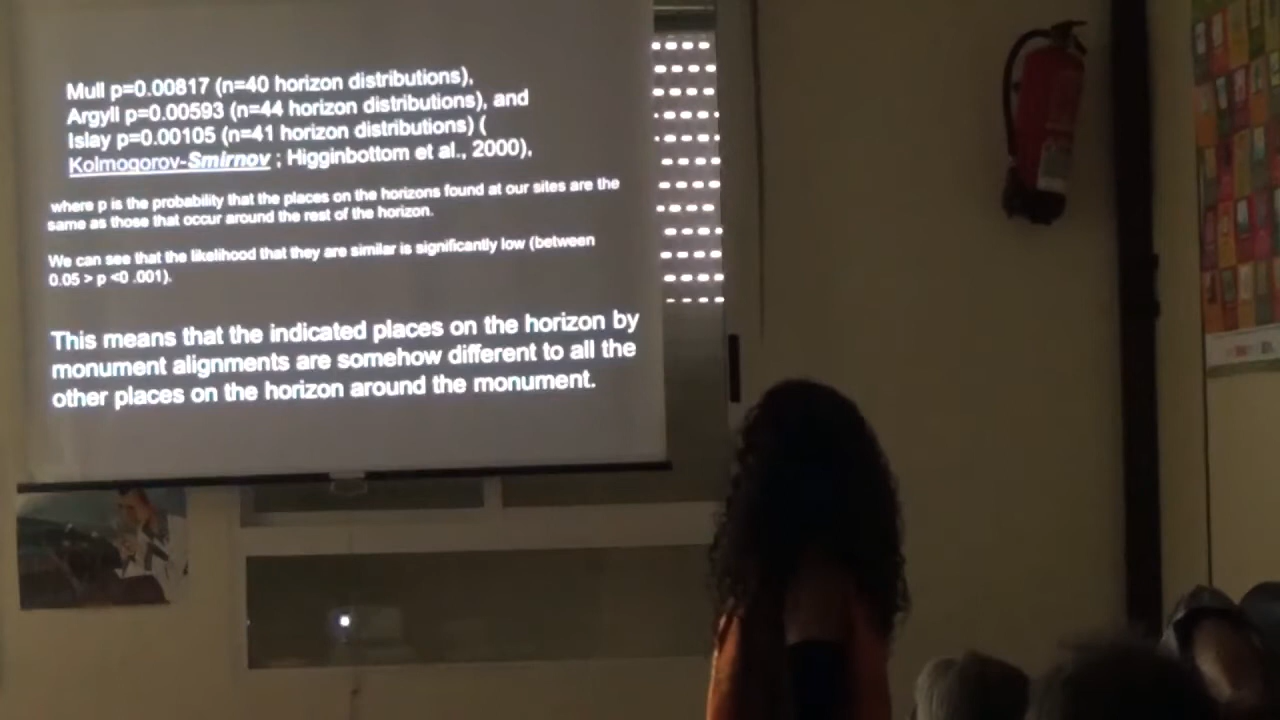 Mull p=0.00817 (n=40 horizon distributions),
Argyll p=0.00593 (n=44 horizon distributions), and
Islay p=0.00105 (n=41 horizon distributions) (
Kolmogorov-Smirnov ; Higginbottom et al., 2000),
where p is the probability that the places on the horizons found at our sites are the
same as those that occur around the rest of the horizon.
We can see that the likelihood that they are similar is significantly low (between
0.05 > p <0 .001).
This means that the indicated places on the horizon by
monument alignments are somehow different to all the
other places on the horizon around the monument.